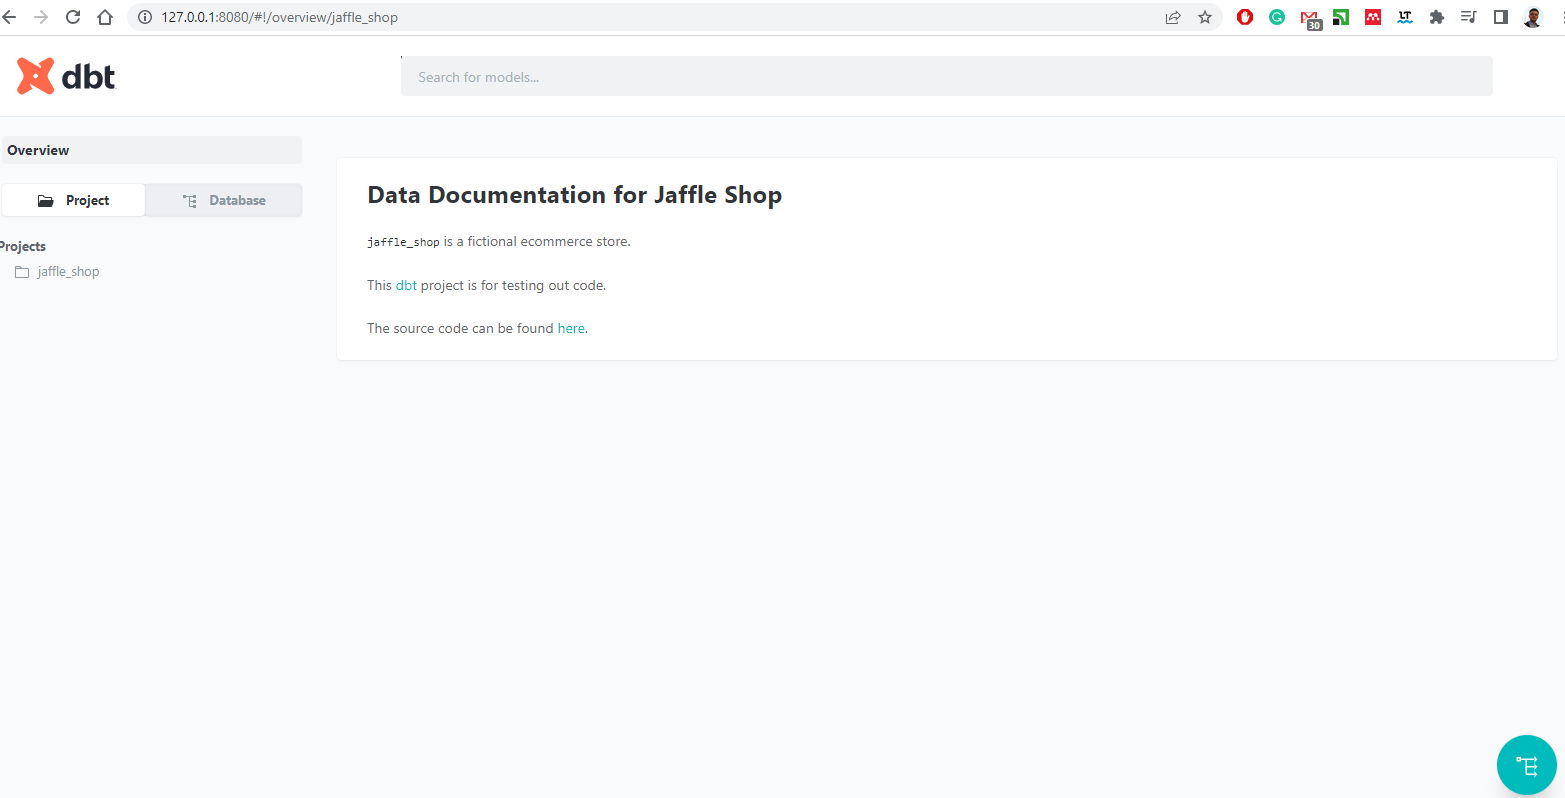 127.0.0.1:8080/#!/overview/jaffle_shop
30
LT
dbt
Search for models...
Overview
Project
Database
Projects
jaffle_shop
Data Documentation for Jaffle Shop
jaffle_shop is a fictional ecommerce store.
This dbt project is for testing out code.
The source code can be found here.